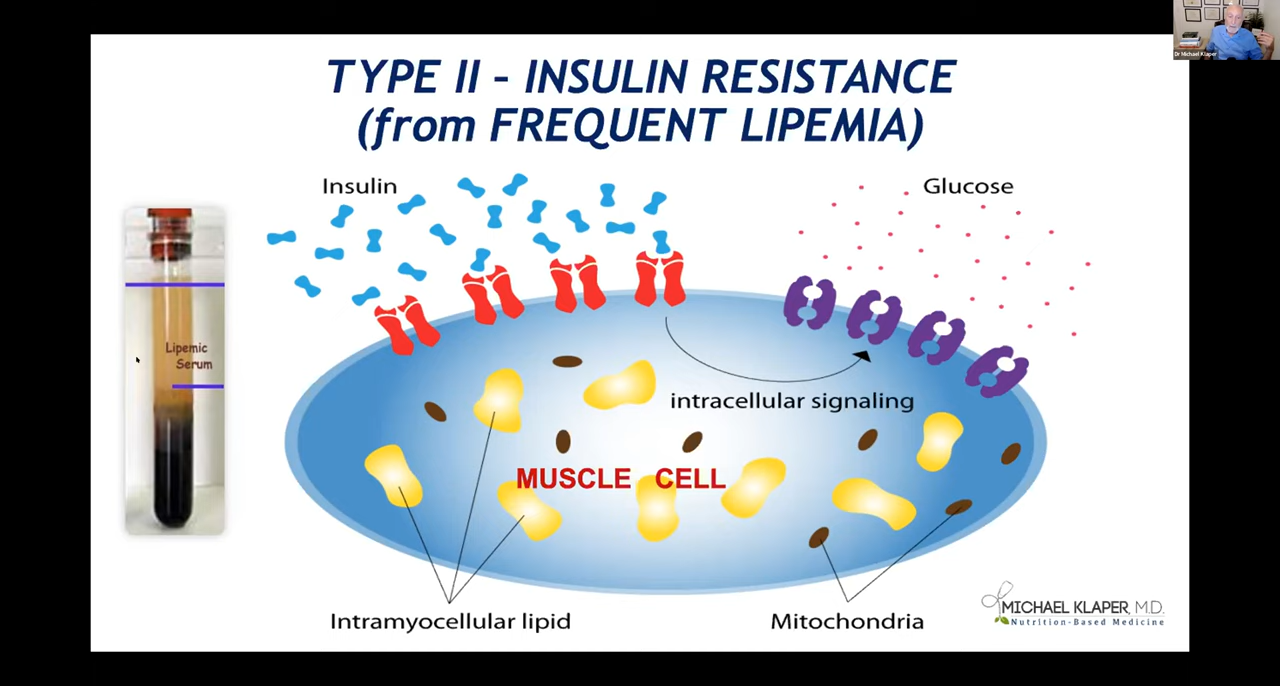 TYPE II – INSULIN RESISTANCE
(from FREQUENT LIPEMIA)
Insulin
Glucose
Lipemic
Serum
intracellular signaling
MUSCLE CELL
Intramyocellular lipid
Mitochondria
MICHAEL KLAPER, M.D.
Nutrition-Based Medicine
Dr Michael Klaper